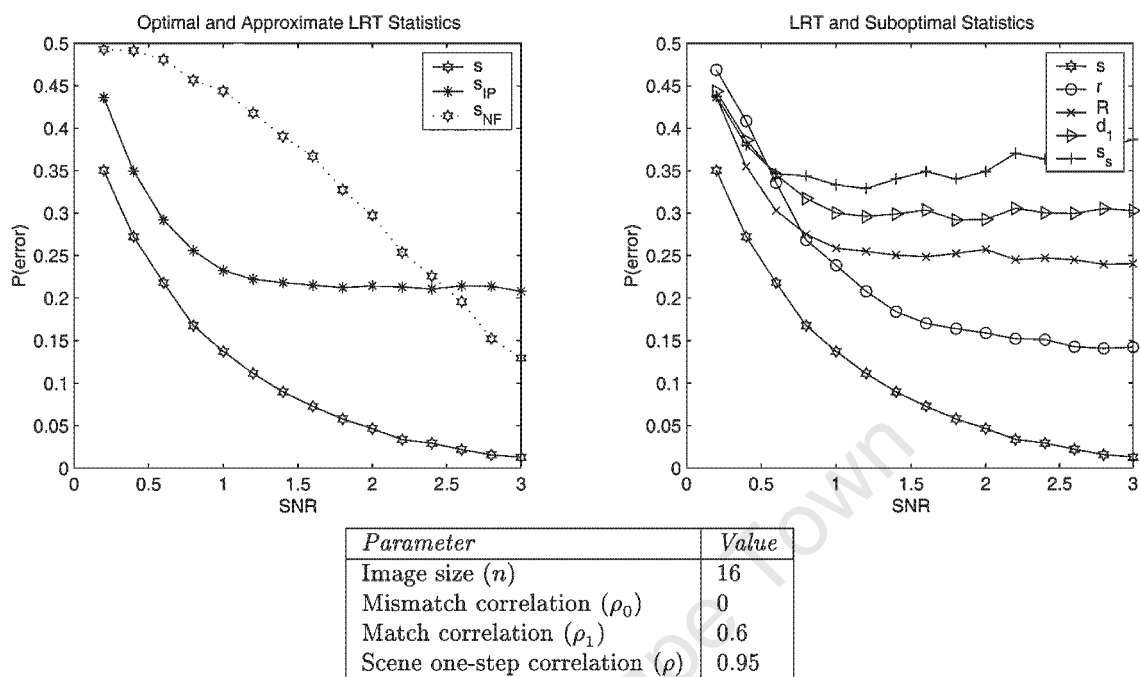 Optimal and Approximate LRT Statistics
0.5
0.45
0.4
0.35
0.3
0.25
0.2
0.15
0.1
0.05
0
P(error)
0
0.5
1
1.5
2
2.5
3
SNR
s
s_IP
s_NF
LRT and Suboptimal Statistics
0.5
0.45
0.4
0.35
0.3
0.25
0.2
0.15
0.1
0.05
0
P(error)
0
0.5
1
1.5
2
2.5
3
SNR
s
r
R
d_1
s_s
Parameter Value
Image size (n) 16
Mismatch correlation (ρ₀) 0
Match correlation (ρ₁) 0.6
Scene one-step correlation (ρ) 0.95
Town